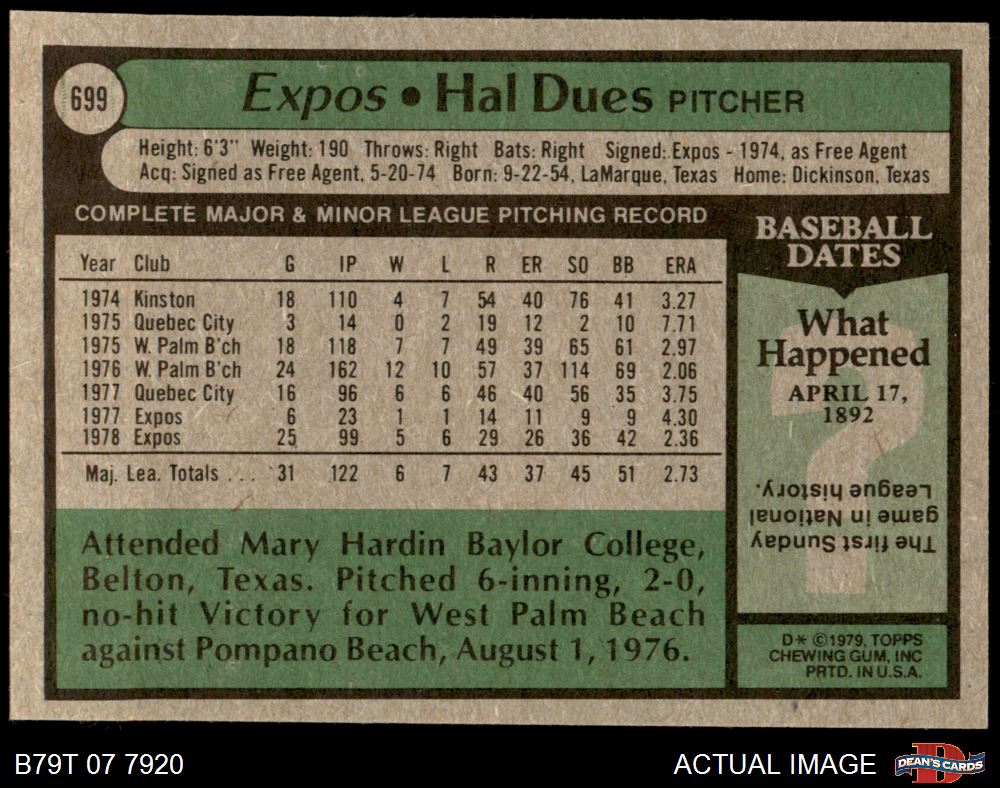 699
Expos • Hal Dues PITCHER
Height: 6'3" Weight: 190 Throws: Right Bats: Right Signed: Expos - 1974, as Free Agent
Acq: Signed as Free Agent, 5-20-74 Born: 9-22-54, LaMarque, Texas Home: Dickinson, Texas
COMPLETE MAJOR & MINOR LEAGUE PITCHING RECORD
Year Club G IP W L R ER SO BB ERA
1974 Kinston 18 110 4 7 54 40 76 41 3.27
1975 Quebec City 3 14 0 2 19 12 2 10 7.71
1975 W. Palm B'ch 18 118 7 7 49 39 65 61 2.97
1976 W. Palm B'ch 24 162 12 10 57 37 114 69 2.06
1977 Quebec City 16 96 6 6 46 40 56 35 3.75
1977 Expos 6 23 1 1 14 11 9 9 4.30
1978 Expos 25 99 5 6 29 26 36 42 2.36
Maj. Lea. Totals . . . 31 122 6 7 43 37 45 51 2.73
Attended Mary Hardin Baylor College,
Belton, Texas. Pitched 6-inning, 2-0,
no-hit Victory for West Palm Beach
against Pompano Beach, August 1, 1976.
BASEBALL
DATES
What
Happened
APRIL 17,
1892
?
The first Sunday
game in National
League history.
D* ©1979, TOPPS
CHEWING GUM, INC
PRTD. IN U.S.A.
B79T 07 7920
ACTUAL IMAGE
D
DEAN'S CARDS